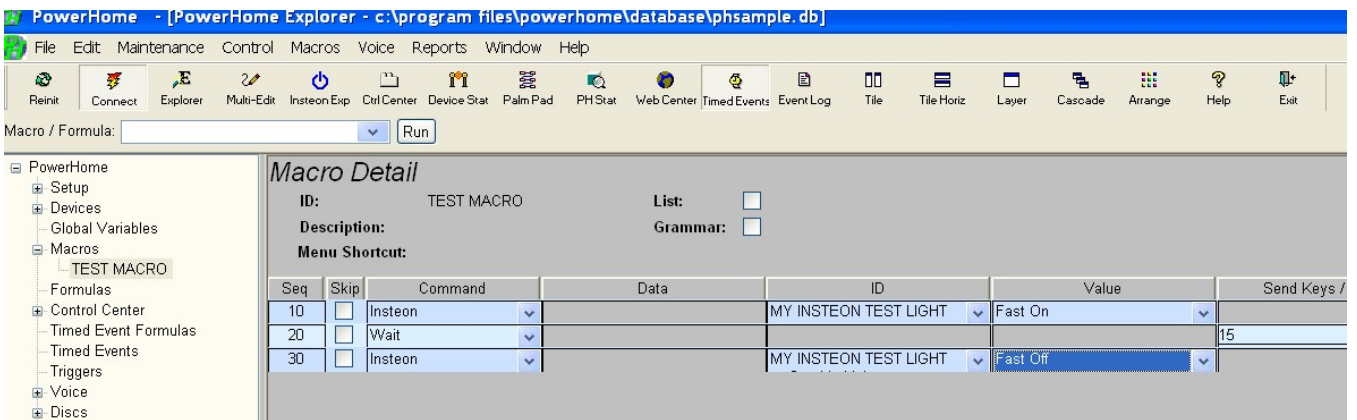 PowerHome - [PowerHome Explorer - c:\program files\powerhome\database\phsample.db]
File Edit Maintenance Control Macros Voice Reports Window Help
Reinit Connect Explorer Multi-Edit Insteon Exp Ctrl Center Device Stat Palm Pad PH Stat Web Center Timed Events Event Log Tile Tile Horiz Layer Cascade Arrange Help Exit
Macro / Formula: Run
PowerHome
Setup
Devices
Global Variables
Macros
TEST MACRO
Formulas
Control Center
Timed Event Formulas
Timed Events
Triggers
Voice
Discs
Macro Detail
ID: TEST MACRO List:
Description: Grammar:
Menu Shortcut:
Seq Skip Command Data ID Value Send Keys /
10 Insteon MY INSTEON TEST LIGHT Fast On
20 Wait 15
30 Insteon MY INSTEON TEST LIGHT Fast Off